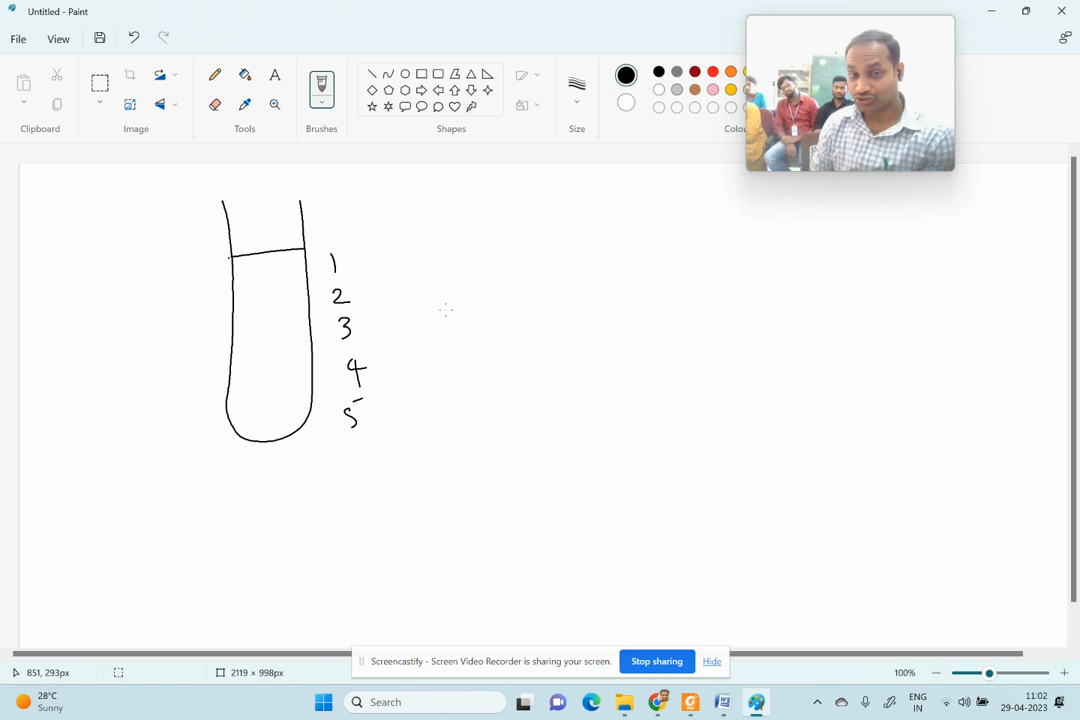 Untitled - Paint
File
View
Clipboard
Image
Tools
Brushes
Shapes
Size
Colou
1
2
3
4
5
Screencastify - Screen Video Recorder is sharing your screen.
Stop sharing
Hide
851, 293px
2119 × 998px
100%
28°C
Sunny
Search
ENG
IN
11:02
29-04-2023